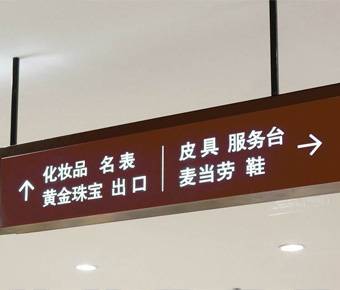 ↑ 化妆品 名表
黄金珠宝 出口
皮具 服务台 →
麦当劳 鞋